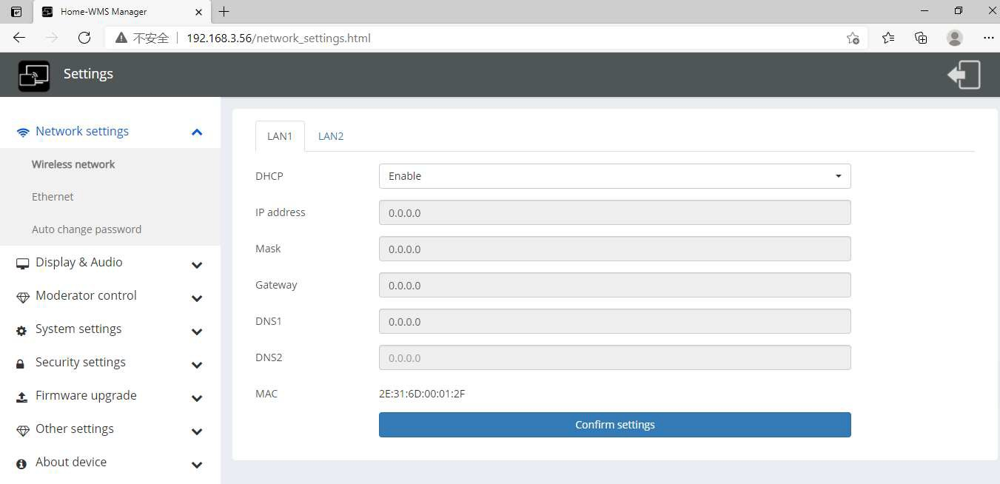 Home-WMS Manager
不安全 192.168.3.56/network_settings.html
Settings
Network settings
Wireless network
Ethernet
Auto change password
Display & Audio
Moderator control
System settings
Security settings
Firmware upgrade
Other settings
About device
LAN1 LAN2
DHCP Enable
IP address 0.0.0.0
Mask 0.0.0.0
Gateway 0.0.0.0
DNS1 0.0.0.0
DNS2 0.0.0.0
MAC 2E:31:6D:00:01:2F
Confirm settings